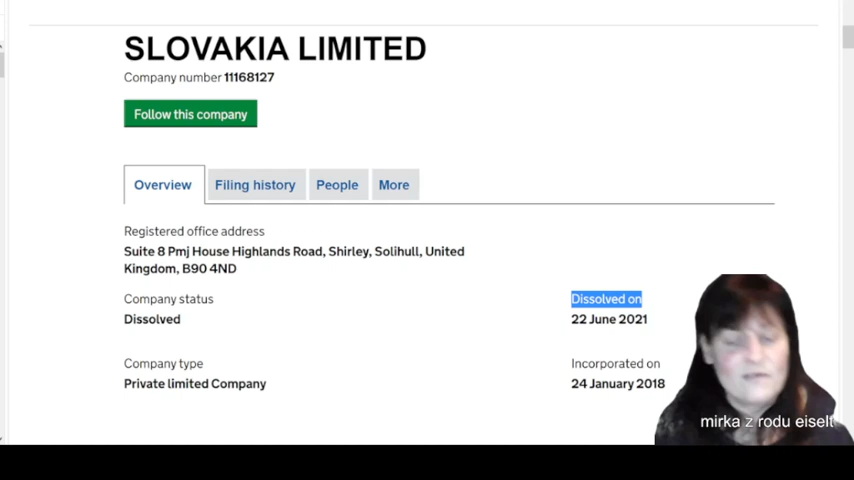 SLOVAKIA LIMITED
Company number 11168127
Follow this company
Overview
Filing history
People
More
Registered office address
Suite 8 Pmj House Highlands Road, Shirley, Solihull, United
Kingdom, B90 4ND
Company status
Dissolved
Dissolved on
22 June 2021
Company type
Private limited Company
Incorporated on
24 January 2018
mirka z rodu eiselt